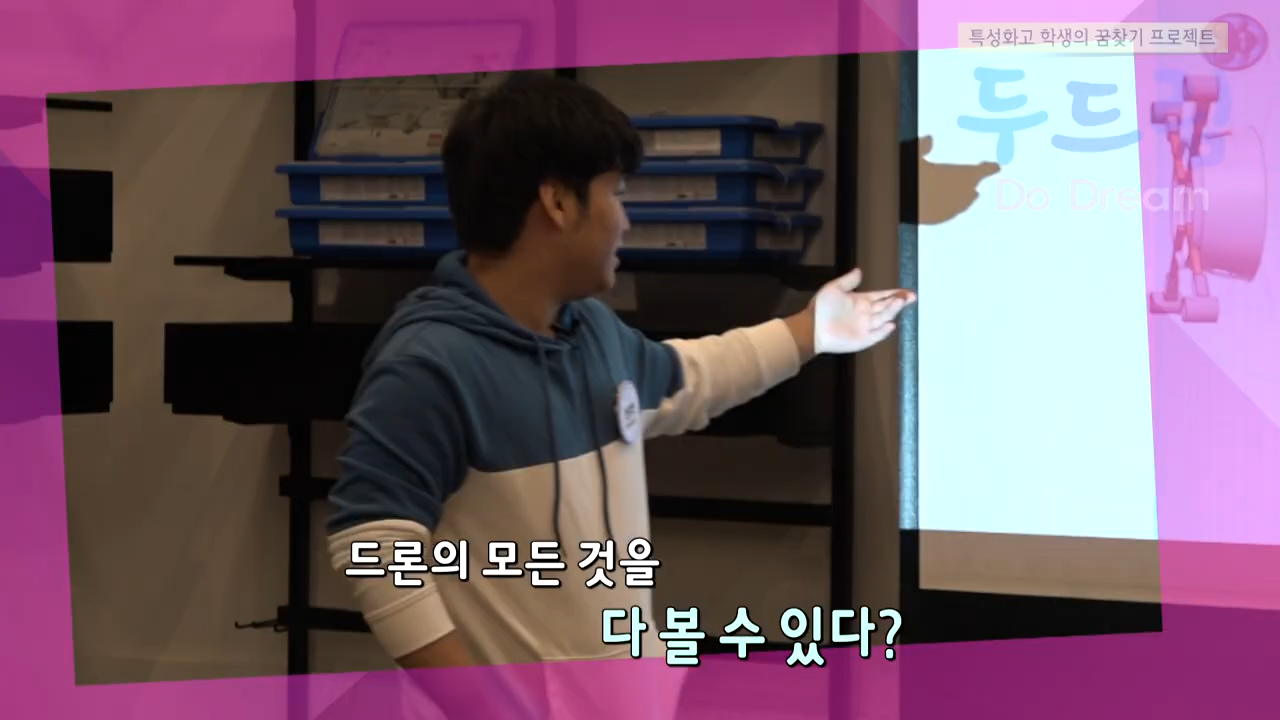 특성화고 학생의 꿈찾기 프로젝트
두드림
Do Dream
드론의 모든 것을
다 볼 수 있다?